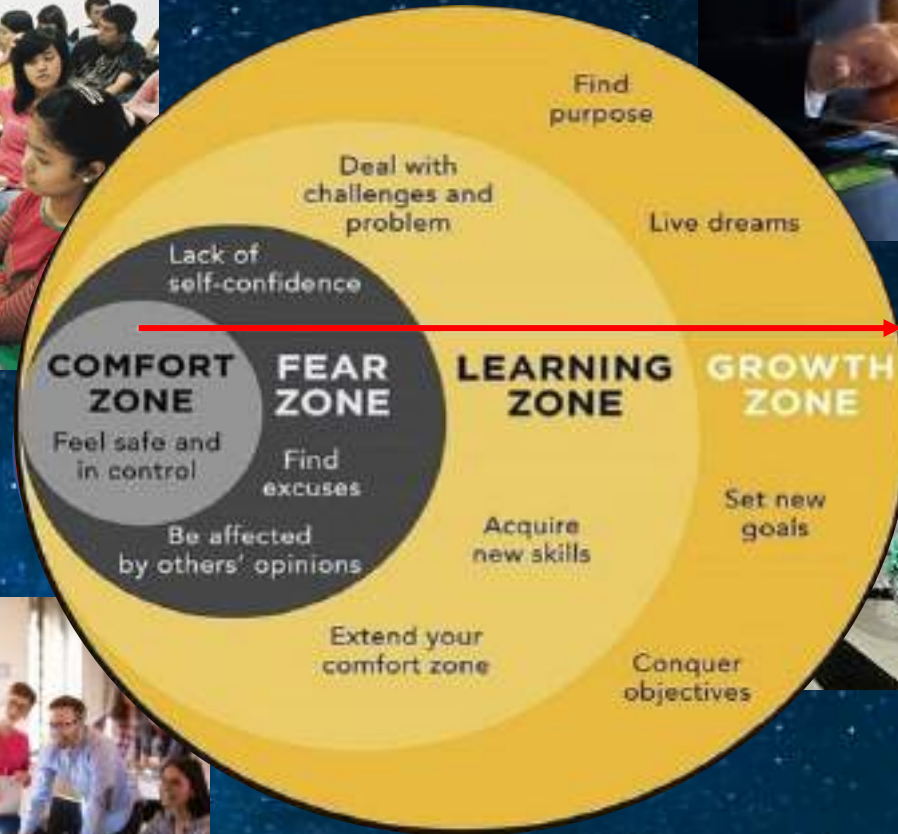 Find
purpose
Deal with
challenges and
problem
Live dreams
Lack of
self-confidence
COMFORT
ZONE
Feel safe and
in control
FEAR
ZONE
Find
excuses
Be affected
by others' opinions
LEARNING
ZONE
Acquire
new skills
Extend your
comfort zone
GROWTH
ZONE
Set new
goals
Conquer
objectives